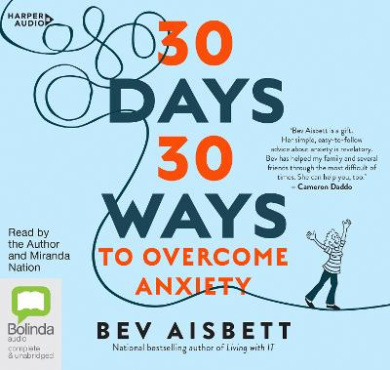 HARPER
AUDIO
30
DAYS
30
WAYS
TO OVERCOME
ANXIETY
'Bev Aisbett is a gift.
Her simple, easy-to-follow
advice about anxiety is revelatory.
Bev has helped my family and several
friends through the most difficult of
times. She can help you, too.'
– Cameron Daddo
Read by
the Author
and Miranda
Nation
Bolinda
audio
complete
& unabridged
BEV AISBETT
National bestselling author of Living with IT